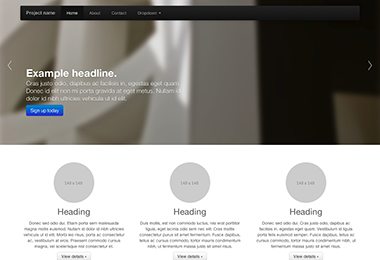 Project name Home About Contact Dropdown
Example headline.
Cras justo odio, dapibus ac facilisis in, egestas eget quam.
Donec id elit non mi porta gravida at eget metus. Nullam id
dolor id nibh ultricies vehicula ut id elit.
Sign up today
140 x 140 140 x 140 140 x 140
Heading Heading Heading
Donec sed odio dui. Etiam porta sem malesuada
magna mollis euismod. Nullam id dolor id nibh
ultricies vehicula ut id elit. Morbi leo risus, porta ac
consectetur ac, vestibulum at eros. Praesent commodo cursus
magna, vel scelerisque nisl consectetur et.
Duis mollis, est non commodo luctus, nisi erat porttitor
ligula, eget lacinia odio sem nec elit. Cras mattis
consectetur purus sit amet fermentum. Fusce dapibus,
tellus ac cursus commodo, tortor mauris condimentum
nibh, ut fermentum massa justo sit amet risus.
Donec sed odio dui. Cras justo odio, dapibus ac facilisis
in, egestas eget quam. Vestibulum id ligula
porta felis euismod semper. Fusce dapibus, tellus ac
cursus commodo, tortor mauris condimentum nibh, ut
fermentum massa justo sit amet risus.
View details » View details » View details »